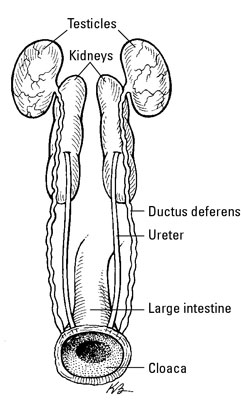 Testicles
Kidneys
Ductus deferens
Ureter
Large intestine
Cloaca